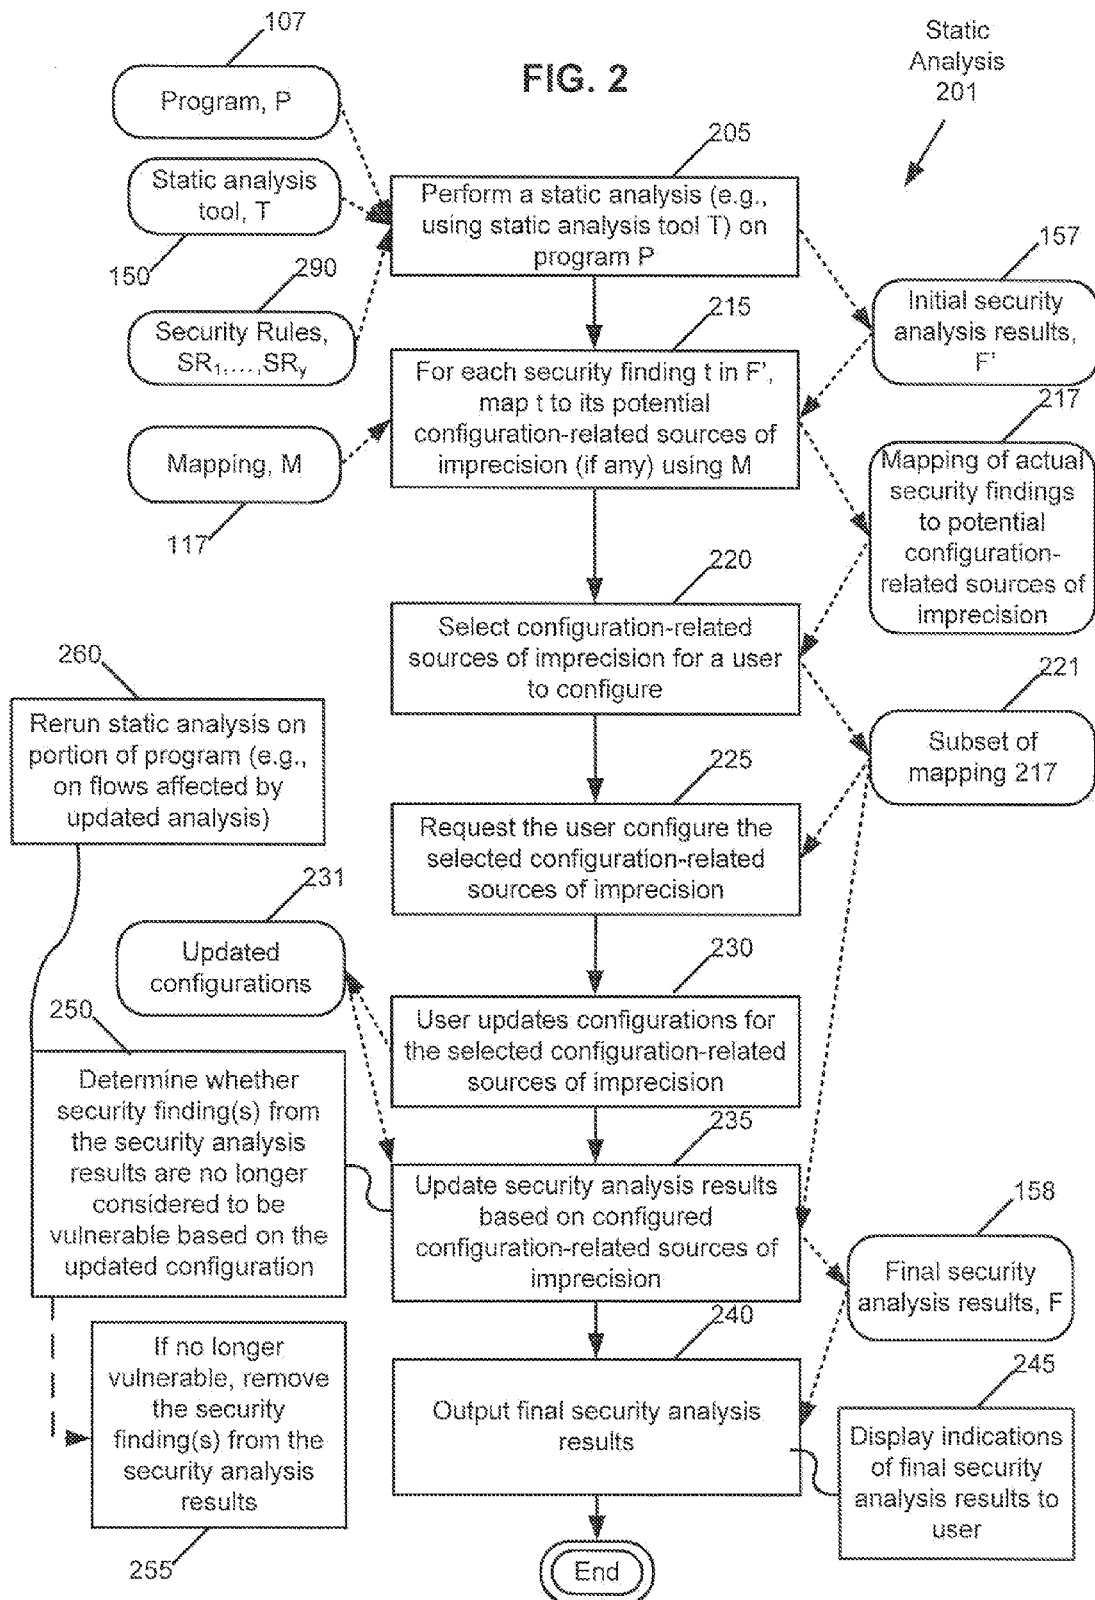 107
Static
Analysis
201
FIG. 2
Program, P
205
Static analysis
tool, T
150
Perform a static analysis (e.g.,
using static analysis tool T) on
program P
290
157
Security Rules,
SR1,...,SRy
215
Initial security
analysis results,
F'
For each security finding t in F',
map t to its potential
configuration-related sources of
imprecision (if any) using M
217
Mapping, M
117
Mapping of actual
security findings
to potential
configuration-
related sources of
imprecision
220
Select configuration-related
sources of imprecision for a user
to configure
260
221
Rerun static analysis on
portion of program (e.g.,
on flows affected by
updated analysis)
Subset of
mapping 217
225
Request the user configure the
selected configuration-related
sources of imprecision
231
Updated
configurations
230
250
User updates configurations for
the selected configuration-related
sources of imprecision
Determine whether
security finding(s) from
the security analysis
results are no longer
considered to be
vulnerable based on the
updated configuration
235
Update security analysis results
based on configured
configuration-related sources of
imprecision
158
Final security
analysis results, F
240
If no longer
vulnerable, remove
the security
finding(s) from the
security analysis
results
255
Output final security analysis
results
245
Display indications
of final security
analysis results to
user
End